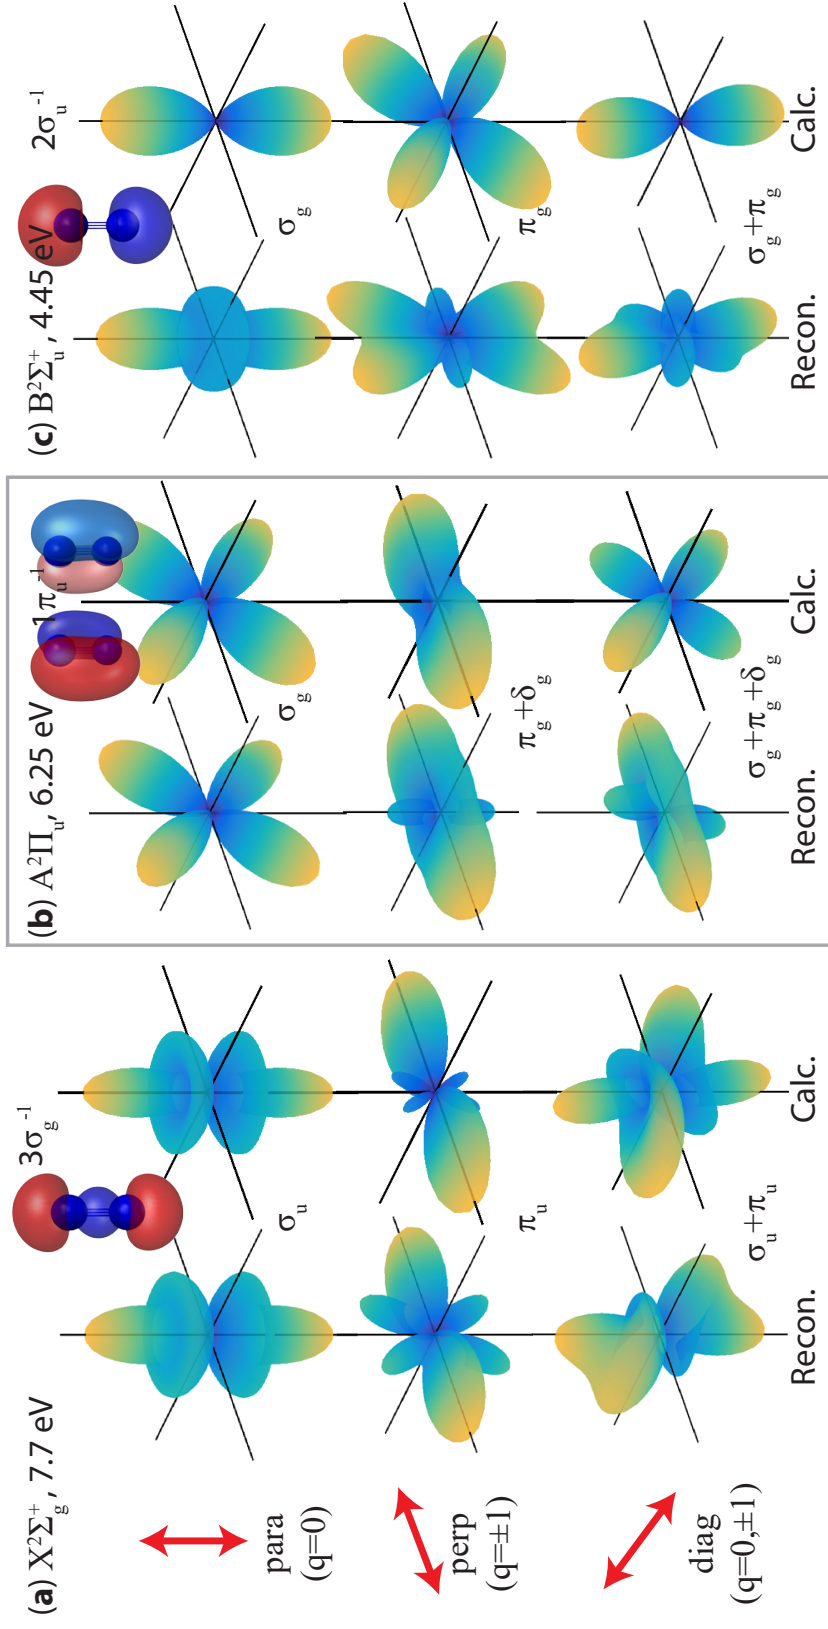 (a) X²Σ⁺g, 7.7 eV
3σg⁻¹
(b) A²Πu, 6.25 eV
1πu⁻¹
(c) B²Σ⁺u, 4.45 eV
2σu⁻¹
para
(q=0)
σu
σg
σg
perp
(q=±1)
πu
πg+δg
πg
diag
(q=0,±1)
σu+πu
σg+πg+δg
σg+πg
Recon.
Calc.
Recon.
Calc.
Recon.
Calc.